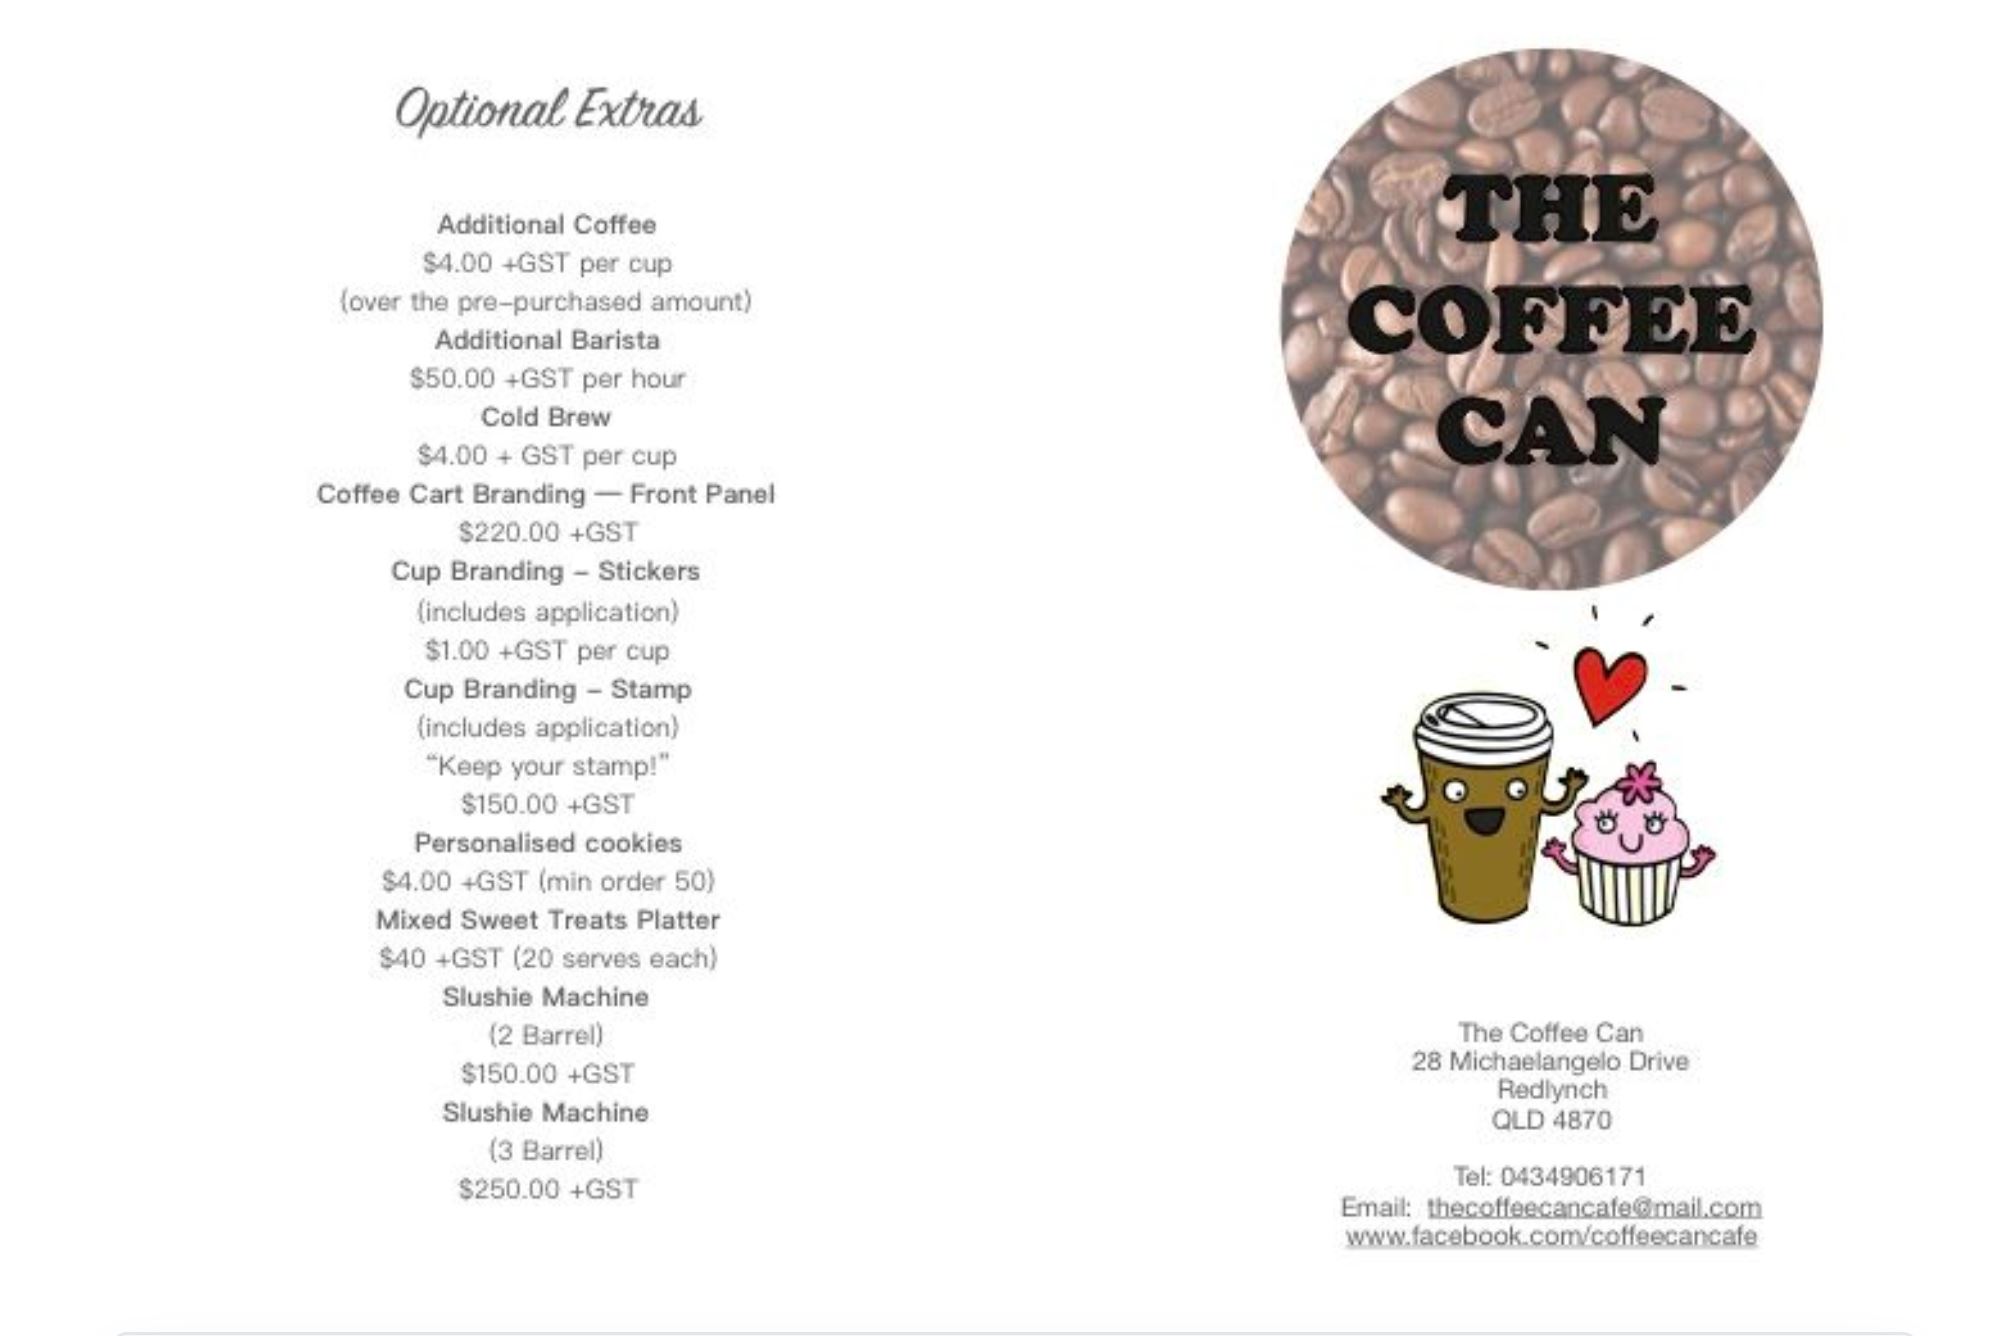 Optional Extras
Additional Coffee
$4.00 +GST per cup
(over the pre-purchased amount)
Additional Barista
$50.00 +GST per hour
Cold Brew
$4.00 + GST per cup
Coffee Cart Branding — Front Panel
$220.00 +GST
Cup Branding – Stickers
(includes application)
$1.00 +GST per cup
Cup Branding – Stamp
(includes application)
“Keep your stamp!”
$150.00 +GST
Personalised cookies
$4.00 +GST (min order 50)
Mixed Sweet Treats Platter
$40 +GST (20 serves each)
Slushie Machine
(2 Barrel)
$150.00 +GST
Slushie Machine
(3 Barrel)
$250.00 +GST
THE
COFFEE
CAN
The Coffee Can
28 Michaelangelo Drive
Redlynch
QLD 4870
Tel: 0434906171
Email: thecoffeecancafe@mail.com
www.facebook.com/coffeecancafe